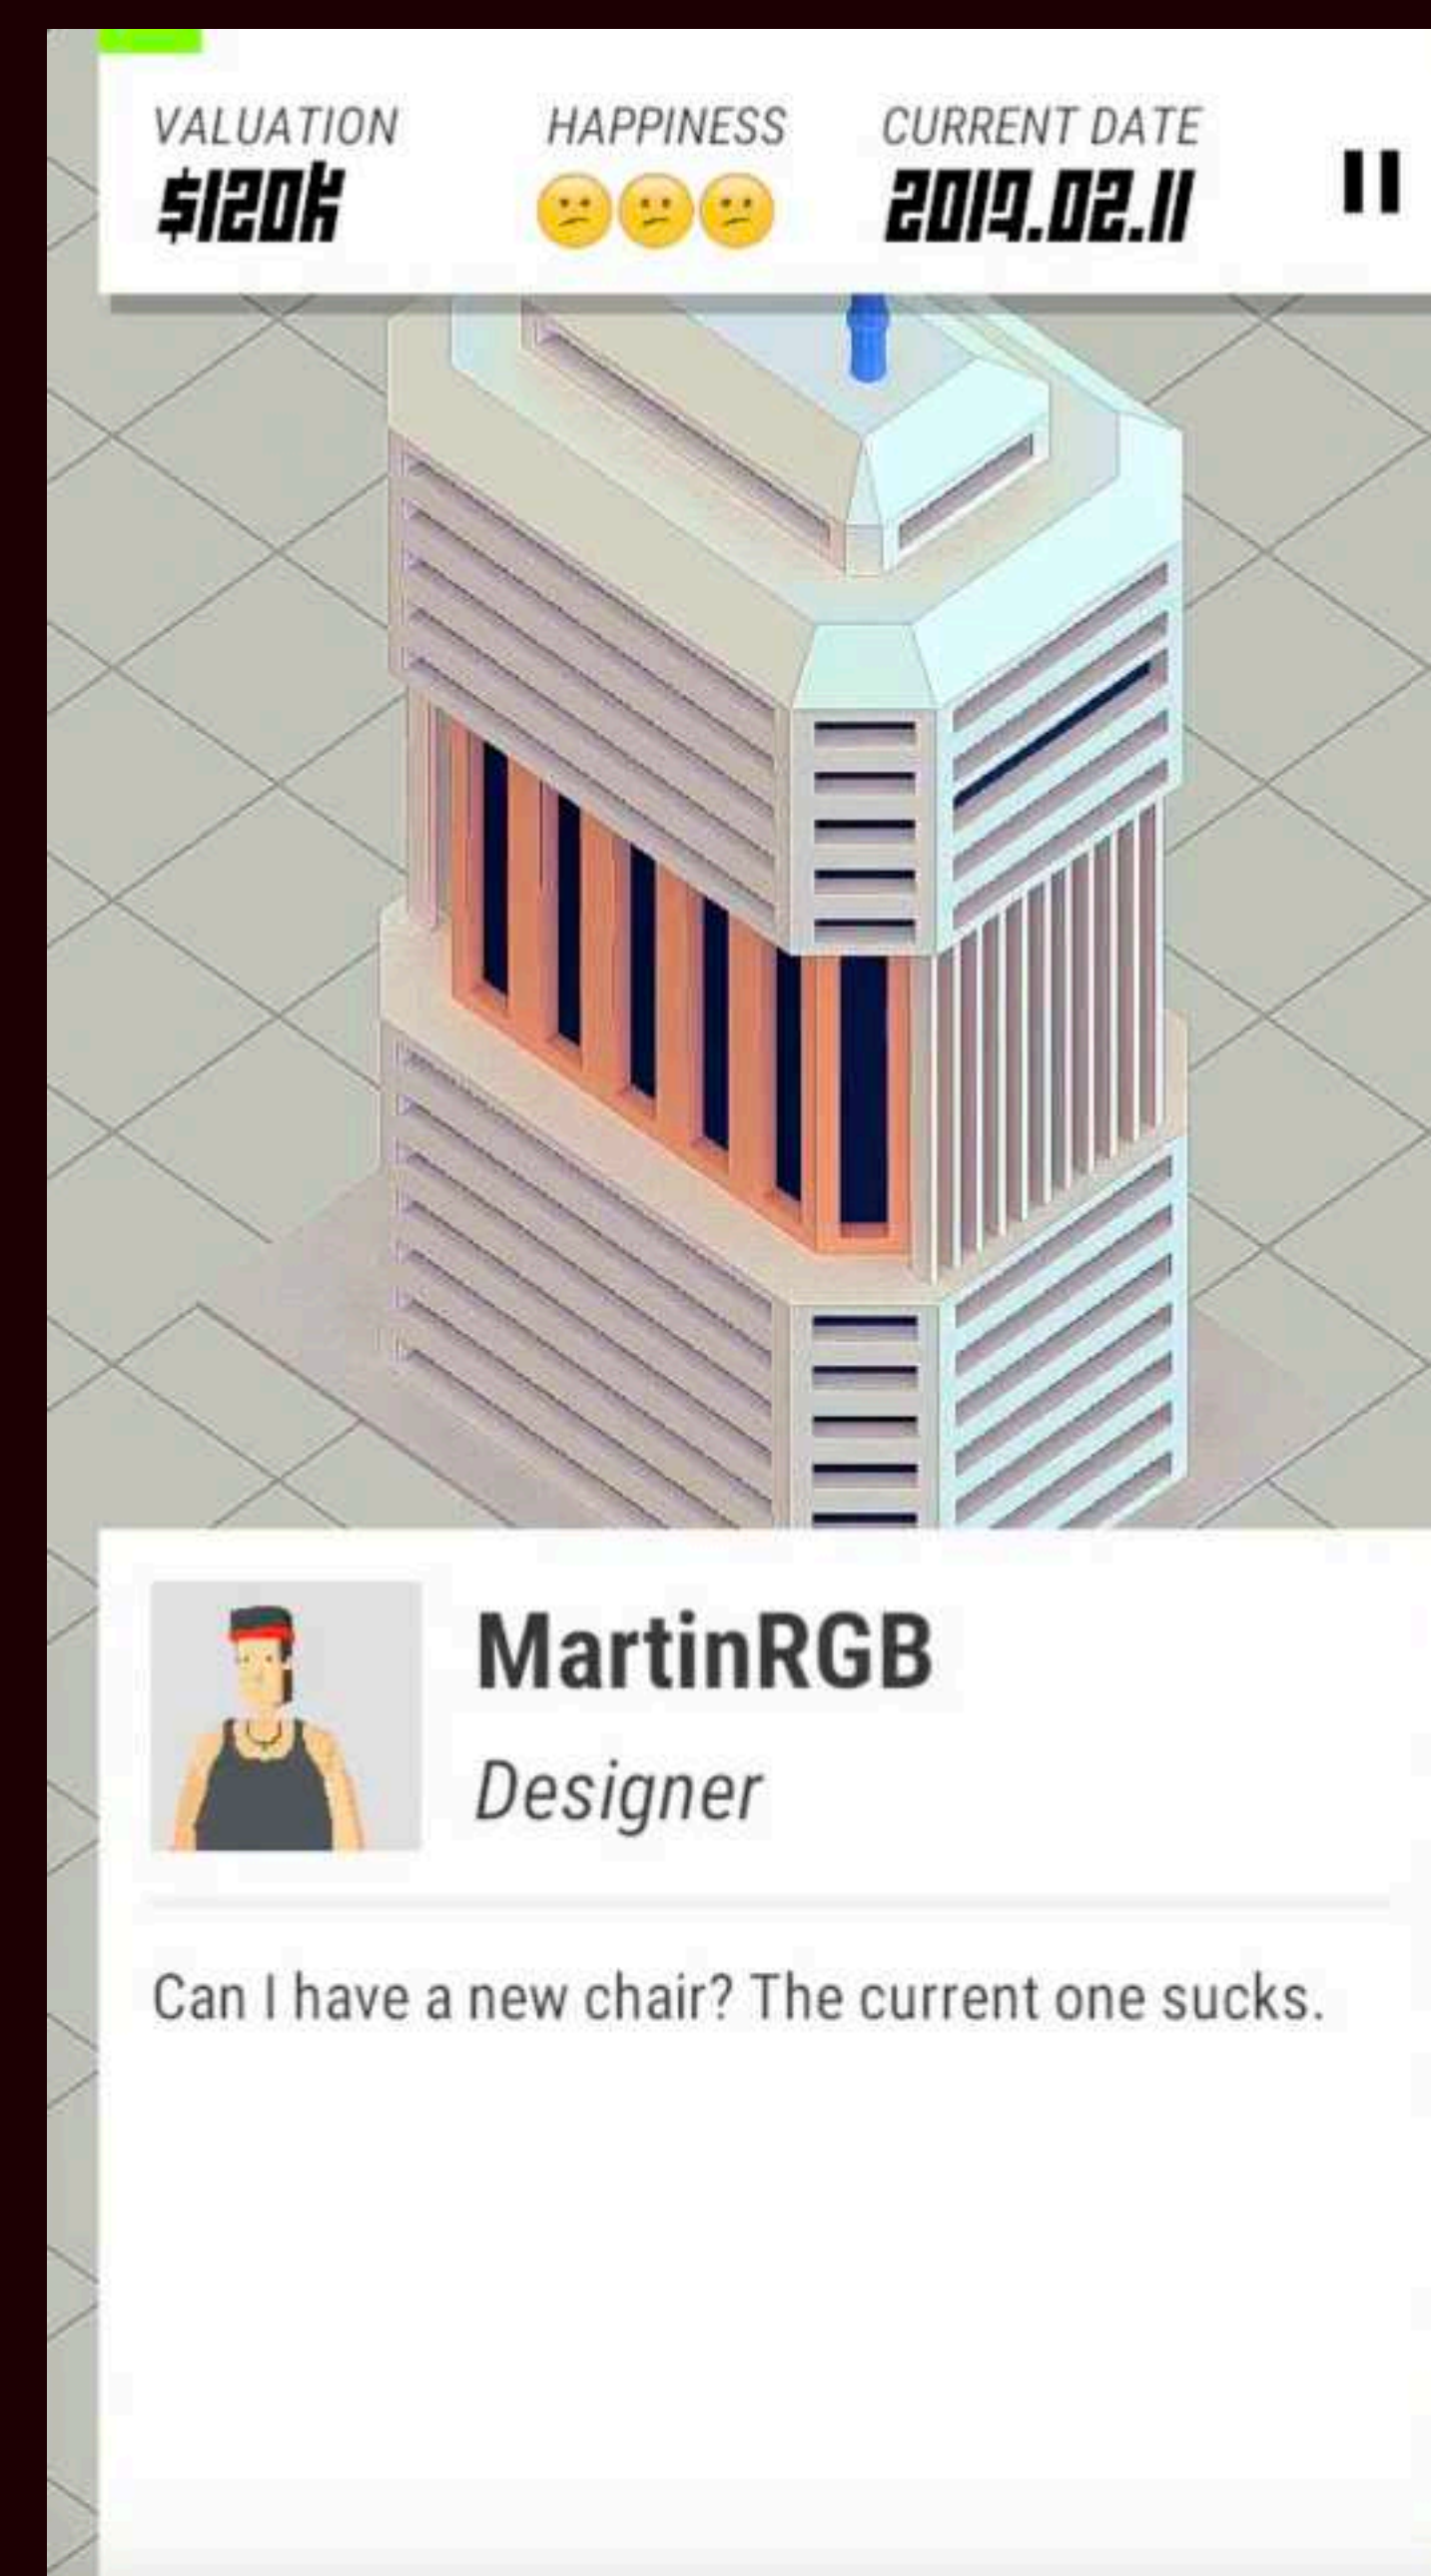 VALUATION HAPPINESS CURRENT DATE
$120K 2019.02.11
MartinRGB
Designer
Can I have a new chair? The current one sucks.